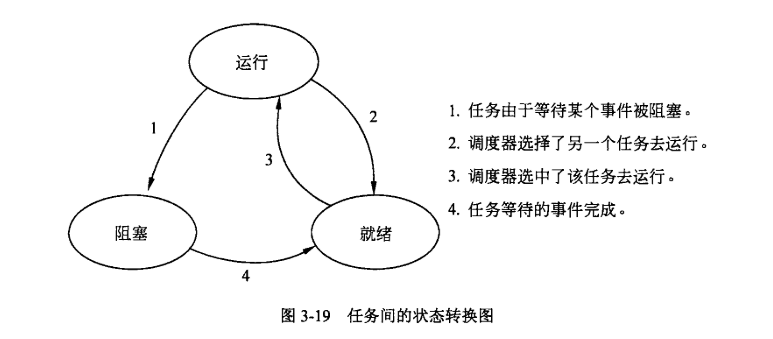 运行
1
2
3
阻塞
就绪
4
1. 任务由于等待某个事件被阻塞。
2. 调度器选择了另一个任务去运行。
3. 调度器选中了该任务去运行。
4. 任务等待的事件完成。
图 3-19 任务间的状态转换图